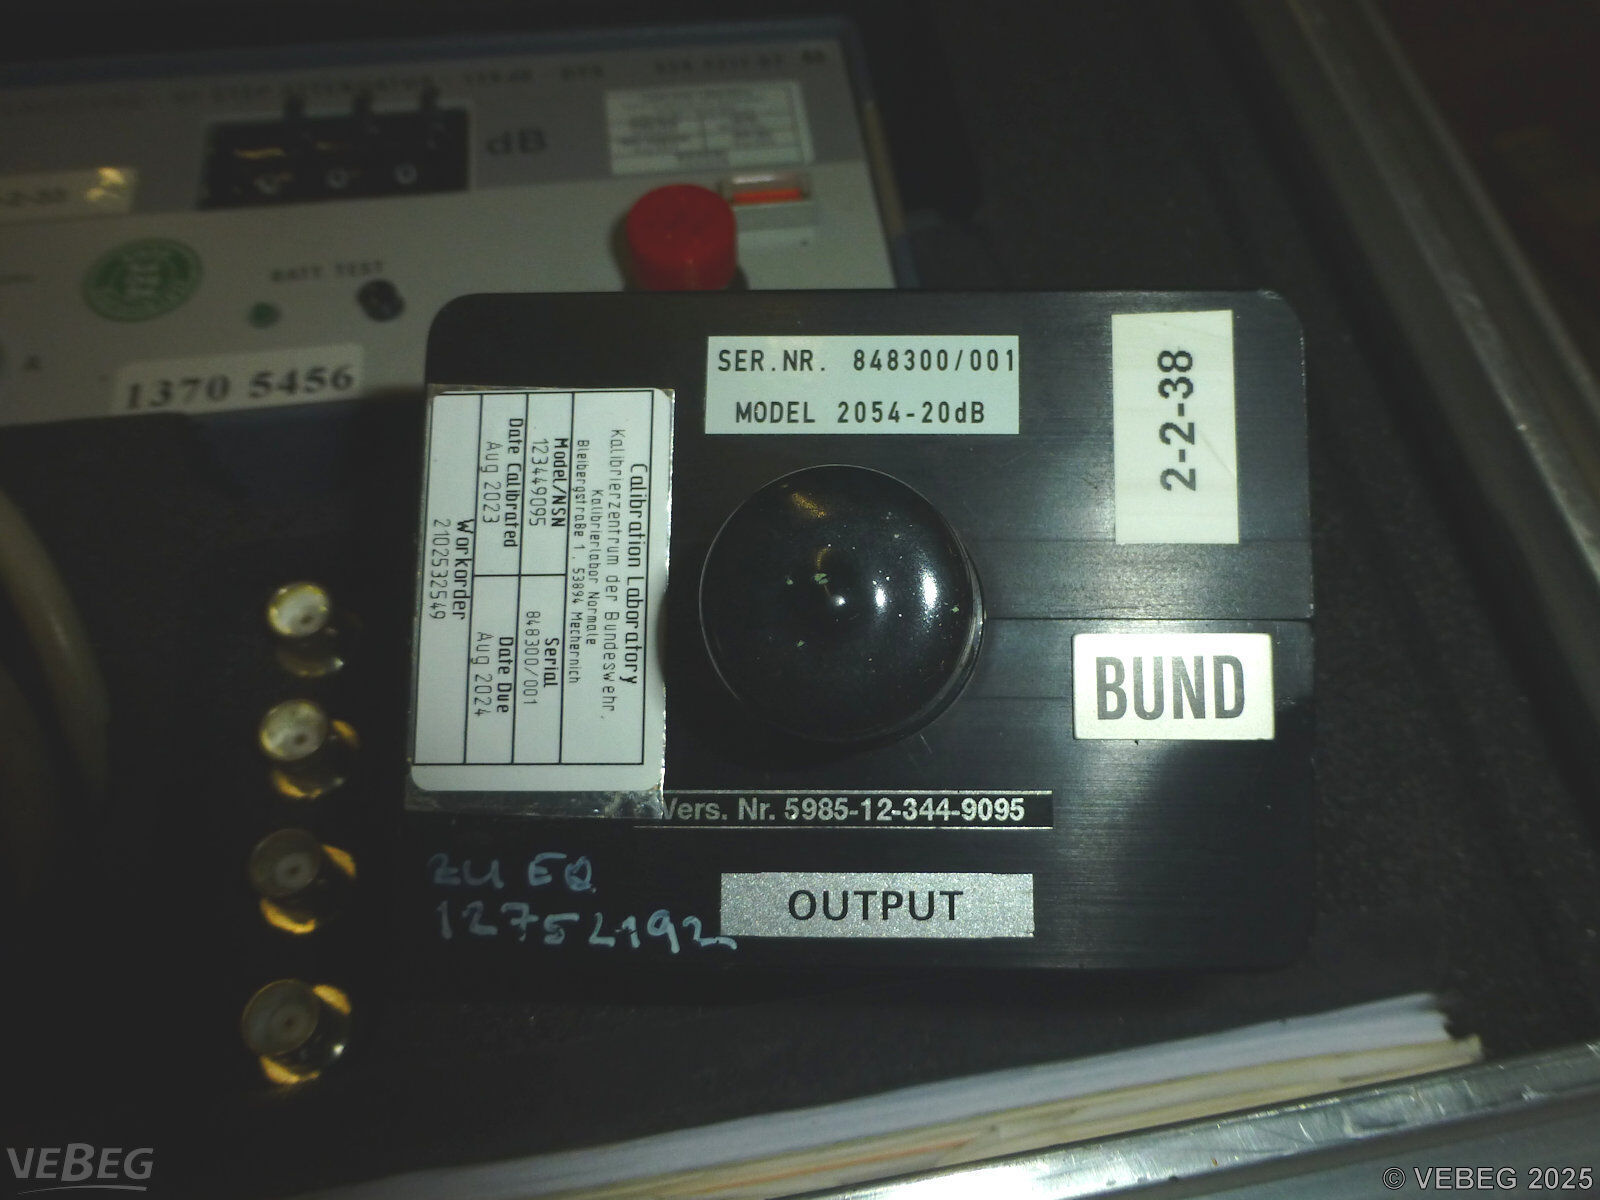 dB
BATT TEST
1370 5456
SER.NR. 848300/001
MODEL 2054-20dB
2-2-38
Calibration Laboratory
Kalibrierzentrum der Bundeswehr,
Kalibrierlabor Normale
Bleibergstraße 1, 53894 Mechernich
Model/NSN
123449095
Serial
848300/001
Date Calibrated
Aug 2023
Date Due
Aug 2024
Workorder
2102532549
BUND
Vers. Nr. 5985-12-344-9095
ZU EQ
12754192
OUTPUT
VEBEG
© VEBEG 2025